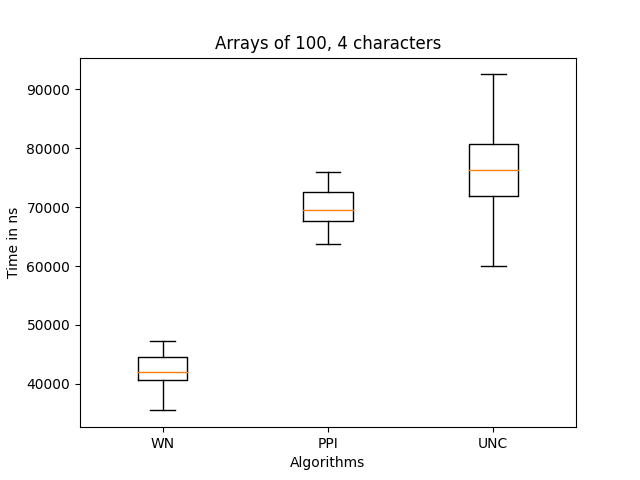 Arrays of 100, 4 characters
Time in ns
90000
80000
70000
60000
50000
40000
WN PPI UNC
Algorithms